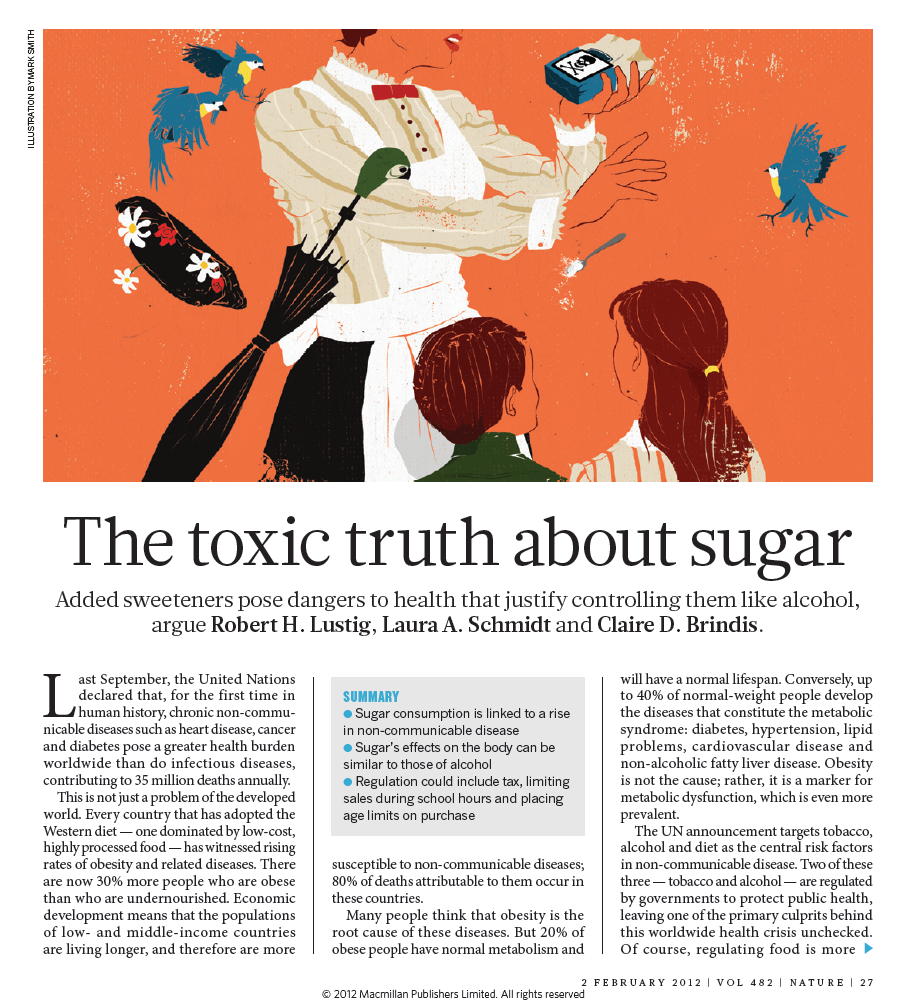 ILLUSTRATION BY MARK SMITH
The toxic truth about sugar
Added sweeteners pose dangers to health that justify controlling them like alcohol,
argue Robert H. Lustig, Laura A. Schmidt and Claire D. Brindis.
Last September, the United Nations
declared that, for the first time in
human history, chronic non-commu-
nicable diseases such as heart disease, cancer
and diabetes pose a greater health burden
worldwide than do infectious diseases,
contributing to 35 million deaths annually.
This is not just a problem of the developed
world. Every country that has adopted the
Western diet — one dominated by low-cost,
highly processed food — has witnessed rising
rates of obesity and related diseases. There
are now 30% more people who are obese
than who are undernourished. Economic
development means that the populations
of low- and middle-income countries
are living longer, and therefore are more
SUMMARY
● Sugar consumption is linked to a rise
in non-communicable disease
● Sugar's effects on the body can be
similar to those of alcohol
● Regulation could include tax, limiting
sales during school hours and placing
age limits on purchase
susceptible to non-communicable diseases;
80% of deaths attributable to them occur in
these countries.
Many people think that obesity is the
root cause of these diseases. But 20% of
obese people have normal metabolism and
will have a normal lifespan. Conversely, up
to 40% of normal-weight people develop
the diseases that constitute the metabolic
syndrome: diabetes, hypertension, lipid
problems, cardiovascular disease and
non-alcoholic fatty liver disease. Obesity
is not the cause; rather, it is a marker for
metabolic dysfunction, which is even more
prevalent.
The UN announcement targets tobacco,
alcohol and diet as the central risk factors
in non-communicable disease. Two of these
three — tobacco and alcohol — are regulated
by governments to protect public health,
leaving one of the primary culprits behind
this worldwide health crisis unchecked.
Of course, regulating food is more ▶
2 FEBRUARY 2012 | VOL 482 | NATURE | 27
© 2012 Macmillan Publishers Limited. All rights reserved